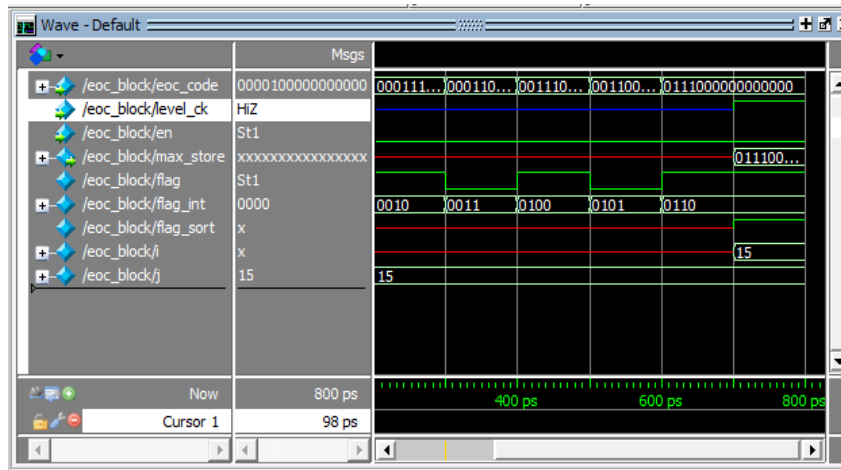 Wave - Default
Msgs
/eoc_block/eoc_code 0000100000000000 000111... 000110... 001110... 001100... 0111000000000000
/eoc_block/level_ck HiZ
/eoc_block/en St1
/eoc_block/max_store xxxxxxxxxxxxxxxx 011100...
/eoc_block/flag St1
/eoc_block/flag_int 0000 0010 0011 0100 0101 0110
/eoc_block/flag_sort x
/eoc_block/i x 15
/eoc_block/j 15 15
Now 800 ps 400 ps 600 ps 800 ps
Cursor 1 98 ps